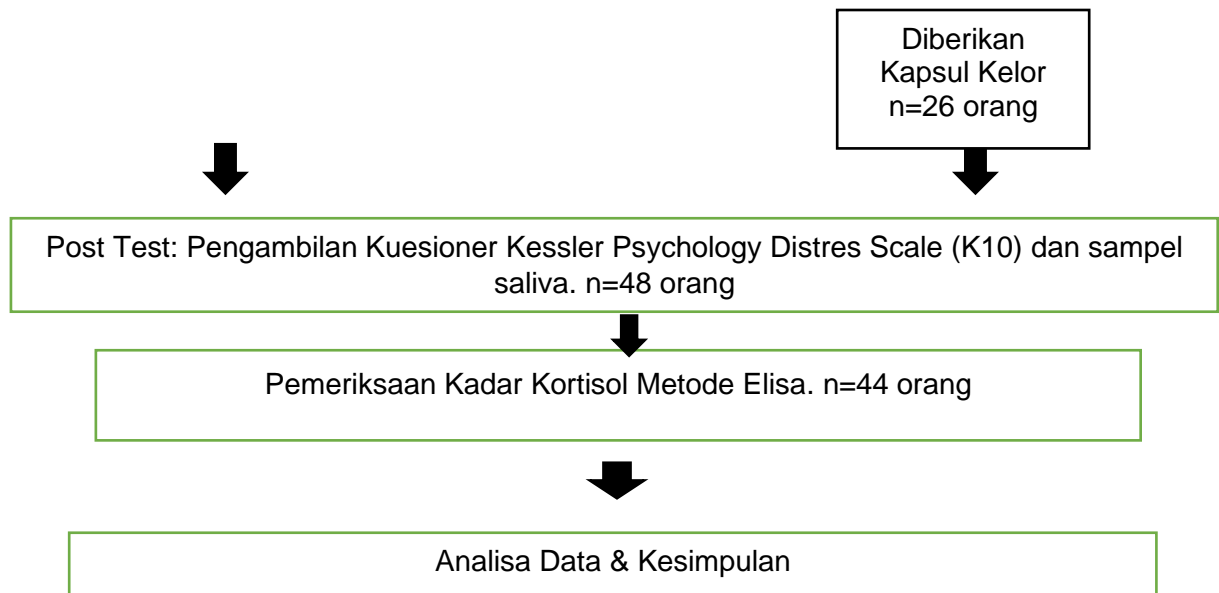 Diberikan
Kapsul Kelor
n=26 orang
Post Test: Pengambilan Kuesioner Kessler Psychology Distres Scale (K10) dan sampel
saliva. n=48 orang
Pemeriksaan Kadar Kortisol Metode Elisa. n=44 orang
Analisa Data & Kesimpulan